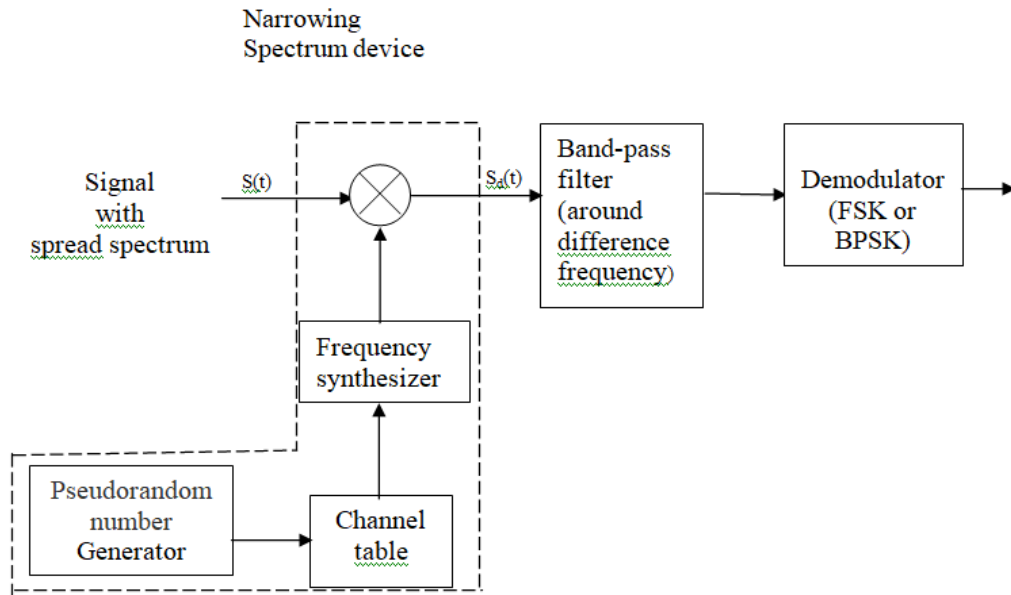 Narrowing
Spectrum device
Signal
with
spread spectrum
S(t)
Sd(t)
Band-pass
filter
(around
difference
frequency)
Demodulator
(FSK or
BPSK)
Frequency
synthesizer
Pseudorandom
number
Generator
Channel
table